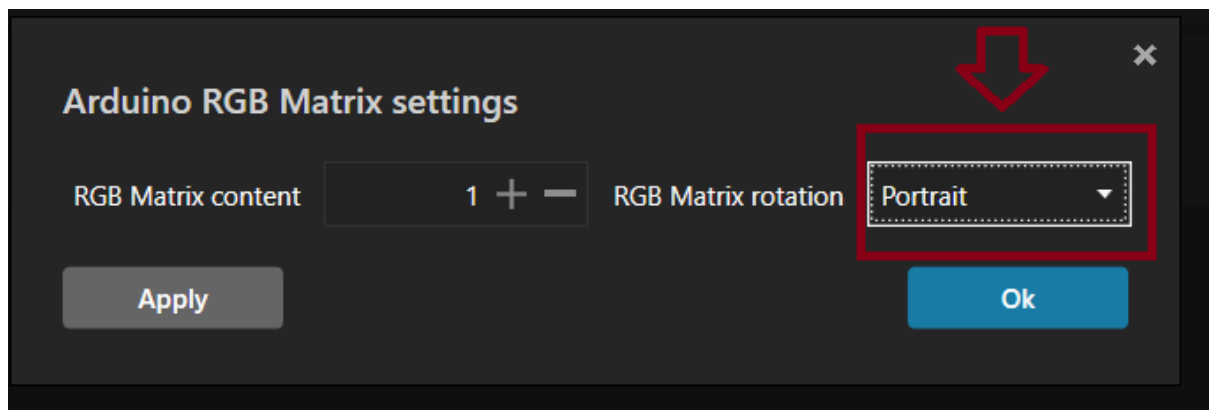 Arduino RGB Matrix settings
RGB Matrix content 1 RGB Matrix rotation Portrait
Apply Ok